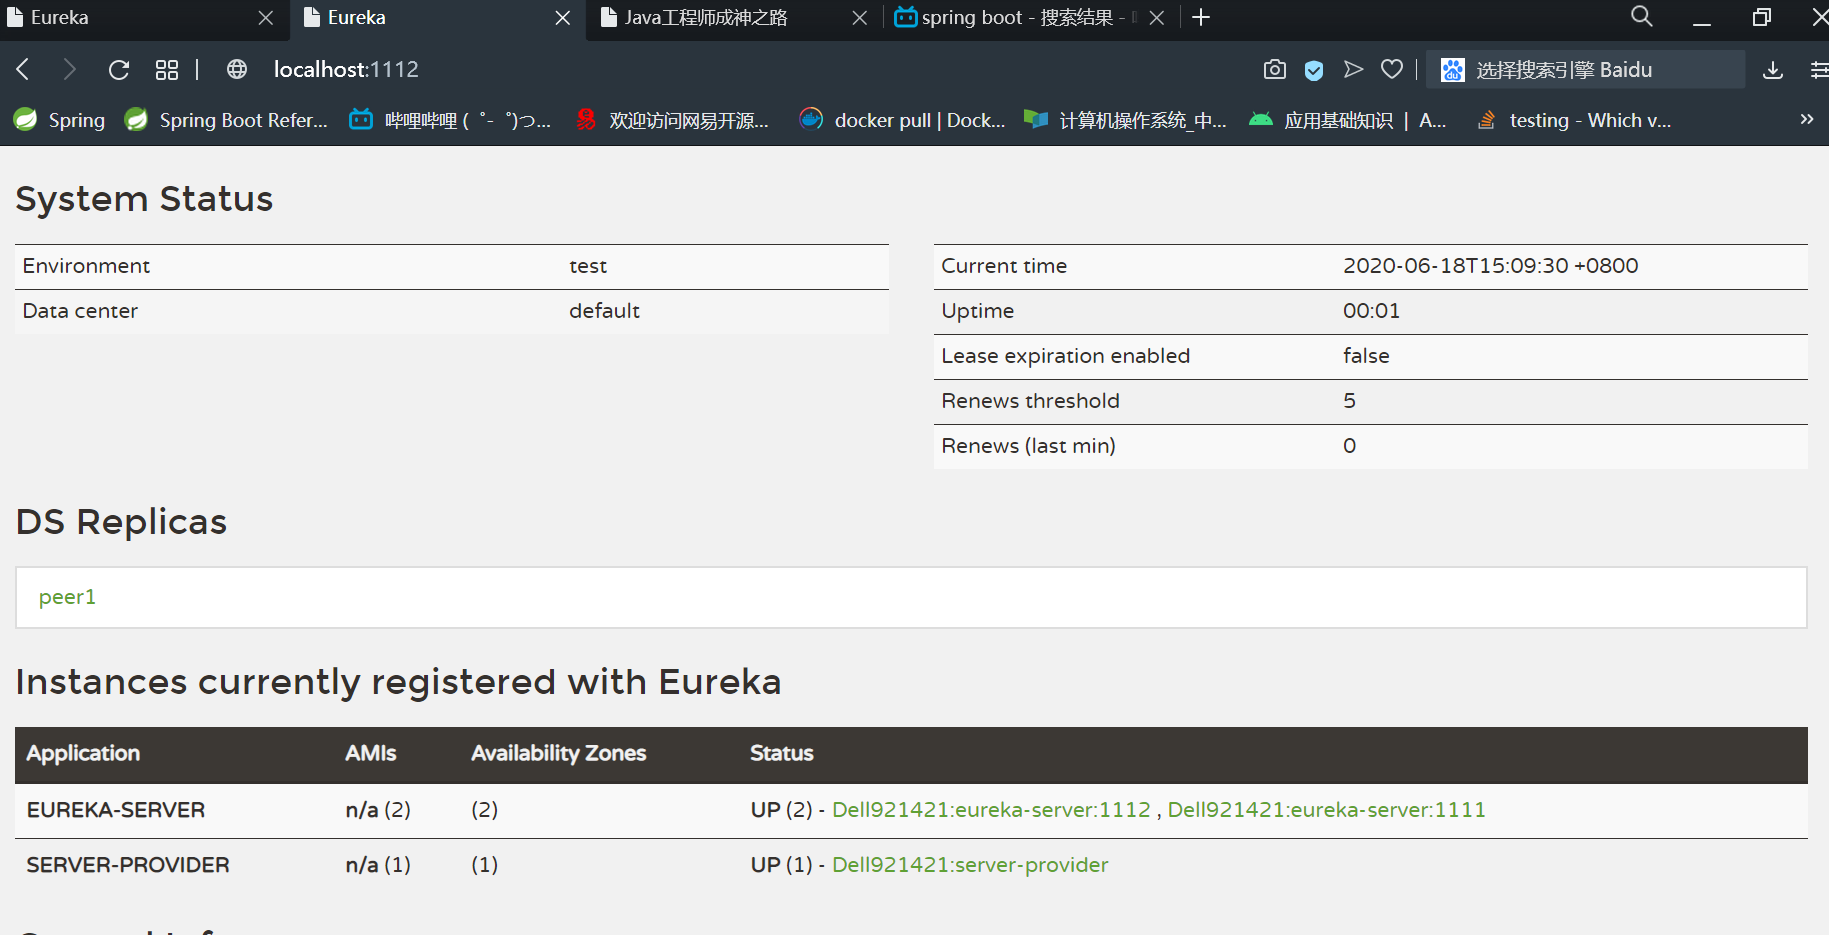 Eureka
Eureka
Java工程师成神之路
spring boot - 搜索结果 -
localhost:1112
选择搜索引擎 Baidu
Spring
Spring Boot Refer...
哔哩哔哩 ( ゜- ゜)つ...
欢迎访问网易开源...
docker pull | Dock...
计算机操作系统_中...
应用基础知识 | A...
testing - Which v...
System Status
Environment test
Data center default
Current time 2020-06-18T15:09:30 +0800
Uptime 00:01
Lease expiration enabled false
Renews threshold 5
Renews (last min) 0
DS Replicas
peer1
Instances currently registered with Eureka
Application AMIs Availability Zones Status
EUREKA-SERVER n/a (2) (2) UP (2) - Dell921421:eureka-server:1112 , Dell921421:eureka-server:1111
SERVER-PROVIDER n/a (1) (1) UP (1) - Dell921421:server-provider